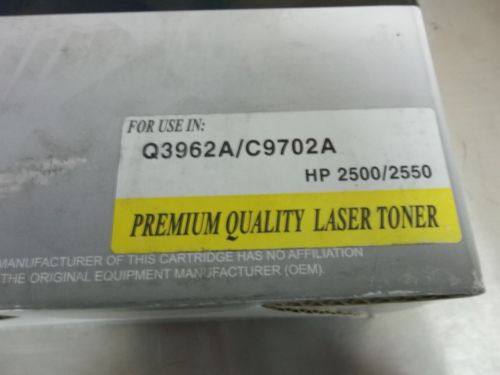 FOR USE IN:
Q3962A/C9702A
HP 2500/2550
PREMIUM QUALITY LASER TONER
MANUFACTURER OF THIS CARTRIDGE HAS NO AFFILIATION
THE ORIGINAL EQUIPMENT MANUFACTURER (OEM).